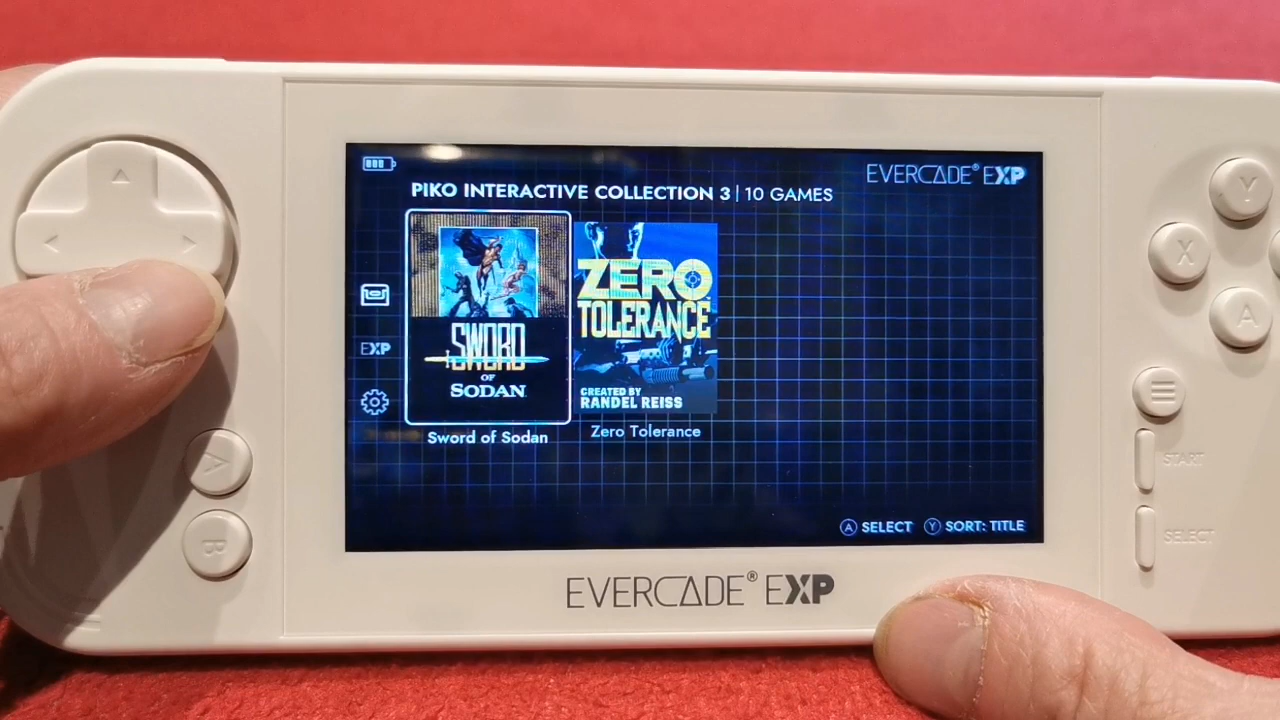 EVERCADE® EXP
PIKO INTERACTIVE COLLECTION 3 | 10 GAMES
SWORD
OF
SODAN
ZERO
TOLERANCE
CREATED BY
RANDEL REISS
EXP
Sword of Sodan
Zero Tolerance
A SELECT Y SORT: TITLE
EVERCADE® EXP
Y
X
A
START
SELECT
A
B